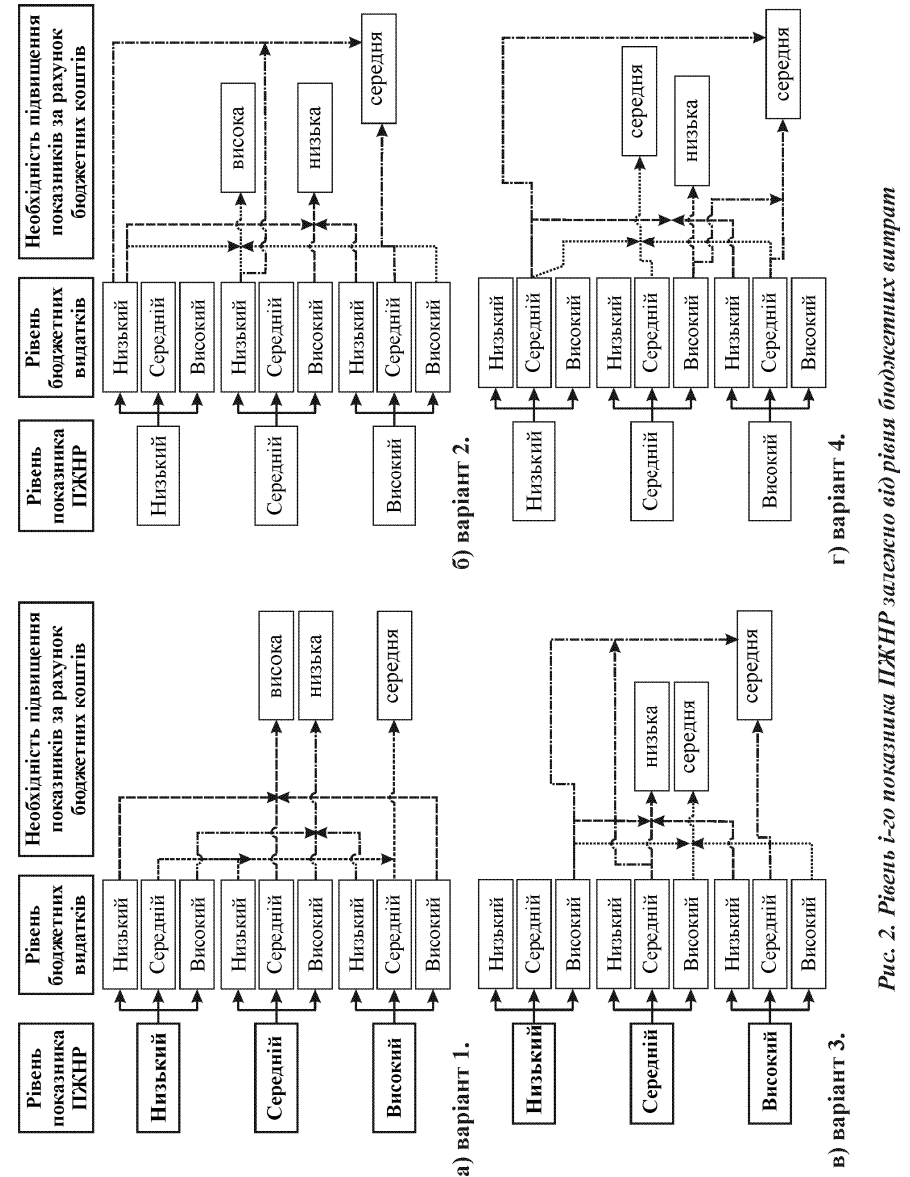 Рівень
показника
ПЖНР
Рівень
бюджетних
видатків
Необхідність підвищення
показників за рахунок
бюджетних коштів
Низький
Середній
Високий
Низький
Середній
Високий
Низький
Середній
Високий
Низький
Середній
Високий
висока
низька
середня
а) варіант 1.
Рівень
показника
ПЖНР
Рівень
бюджетних
видатків
Необхідність підвищення
показників за рахунок
бюджетних коштів
Низький
Середній
Високий
Низький
Середній
Високий
Низький
Середній
Високий
Низький
Середній
Високий
висока
низька
середня
б) варіант 2.
Низький
Середній
Високий
Низький
Середній
Високий
Низький
Середній
Високий
Низький
Середній
Високий
низька
середня
середня
в) варіант 3.
Низький
Середній
Високий
Низький
Середній
Високий
Низький
Середній
Високий
Низький
Середній
Високий
середня
низька
середня
г) варіант 4.
Рис. 2. Рівень і-го показника ПЖНР залежно від рівня бюджетних витрат